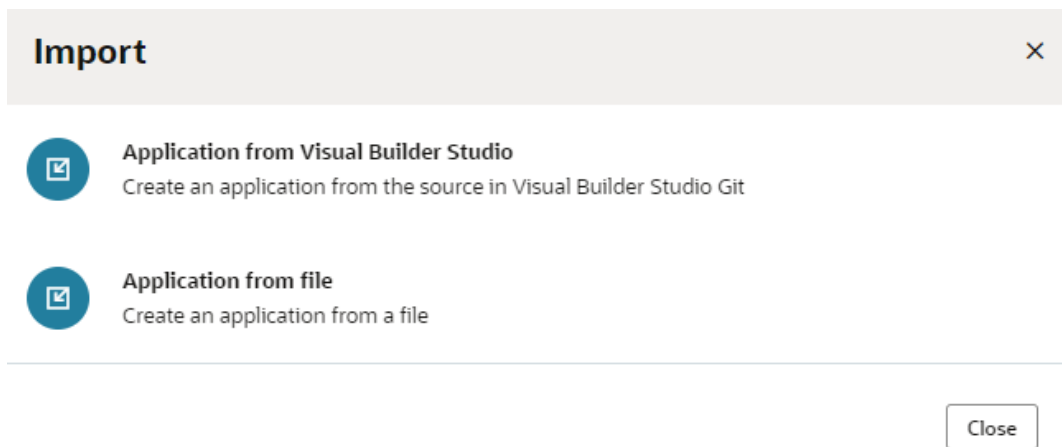 Import
Application from Visual Builder Studio
Create an application from the source in Visual Builder Studio Git
Application from file
Create an application from a file
Close